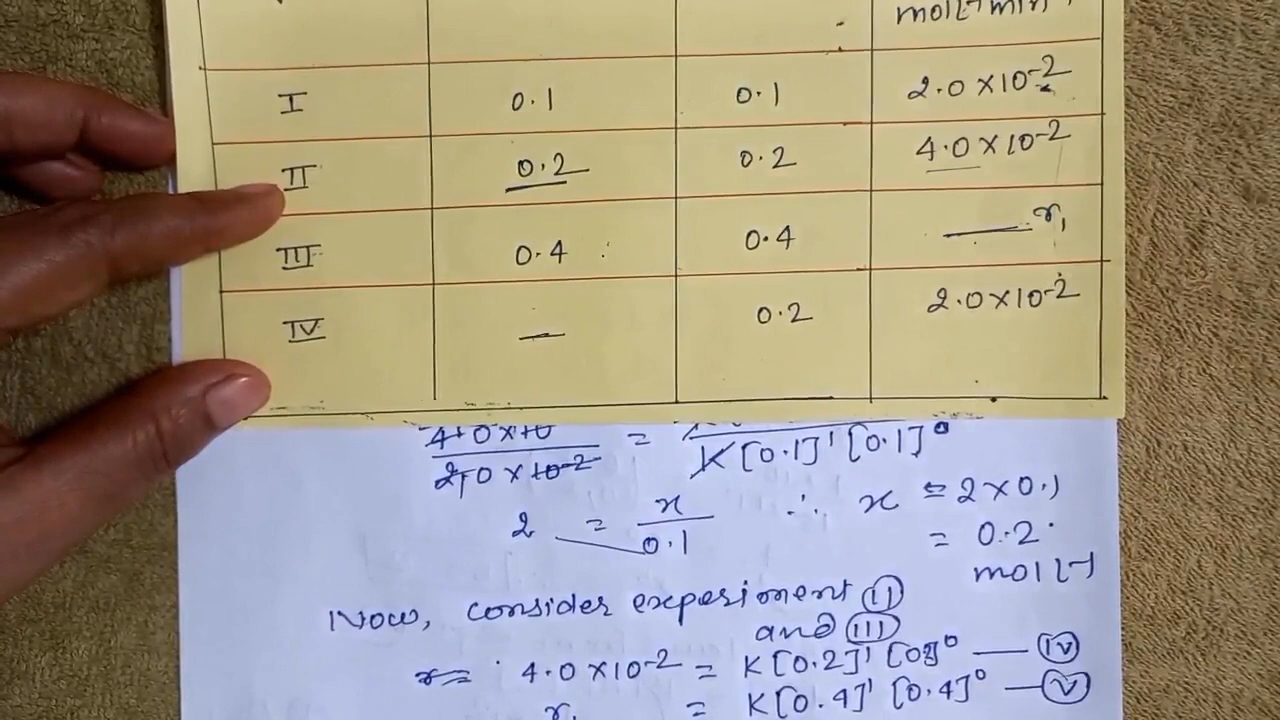 mol L-1 min-1
I 0.1 0.1 2.0 × 10-2
II 0.2 0.2 4.0 × 10-2
III 0.4 0.4 — r1
IV — 0.2 2.0 × 10-2
4.0 × 10 = K[0.1]1 [0.1]0
2.0 × 10-2
2 = x / 0.1 ∴ x = 2 × 0.1
= 0.2
mol L-1
Now, consider experiment (II)
and (III)
r = 4.0 × 10-2 = K[0.2]1 [0.2]0 — (IV)
r1 = K[0.4]1 [0.4]0 — (V)